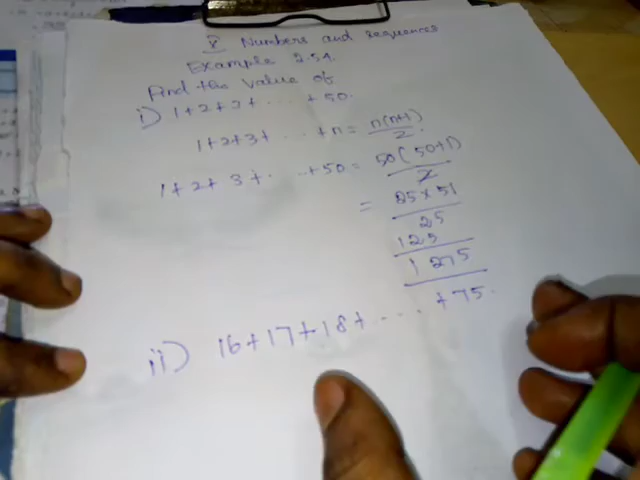 X Numbers and sequences
Example 2.54
Find the value of
i) 1+2+3+ ... +50.
1+2+3+ ... +n = n(n+1)/2.
1+2+3+ ... +50 = 50(50+1)/2
= 25×51
25
125
1275
ii) 16+17+18+ ... +75.